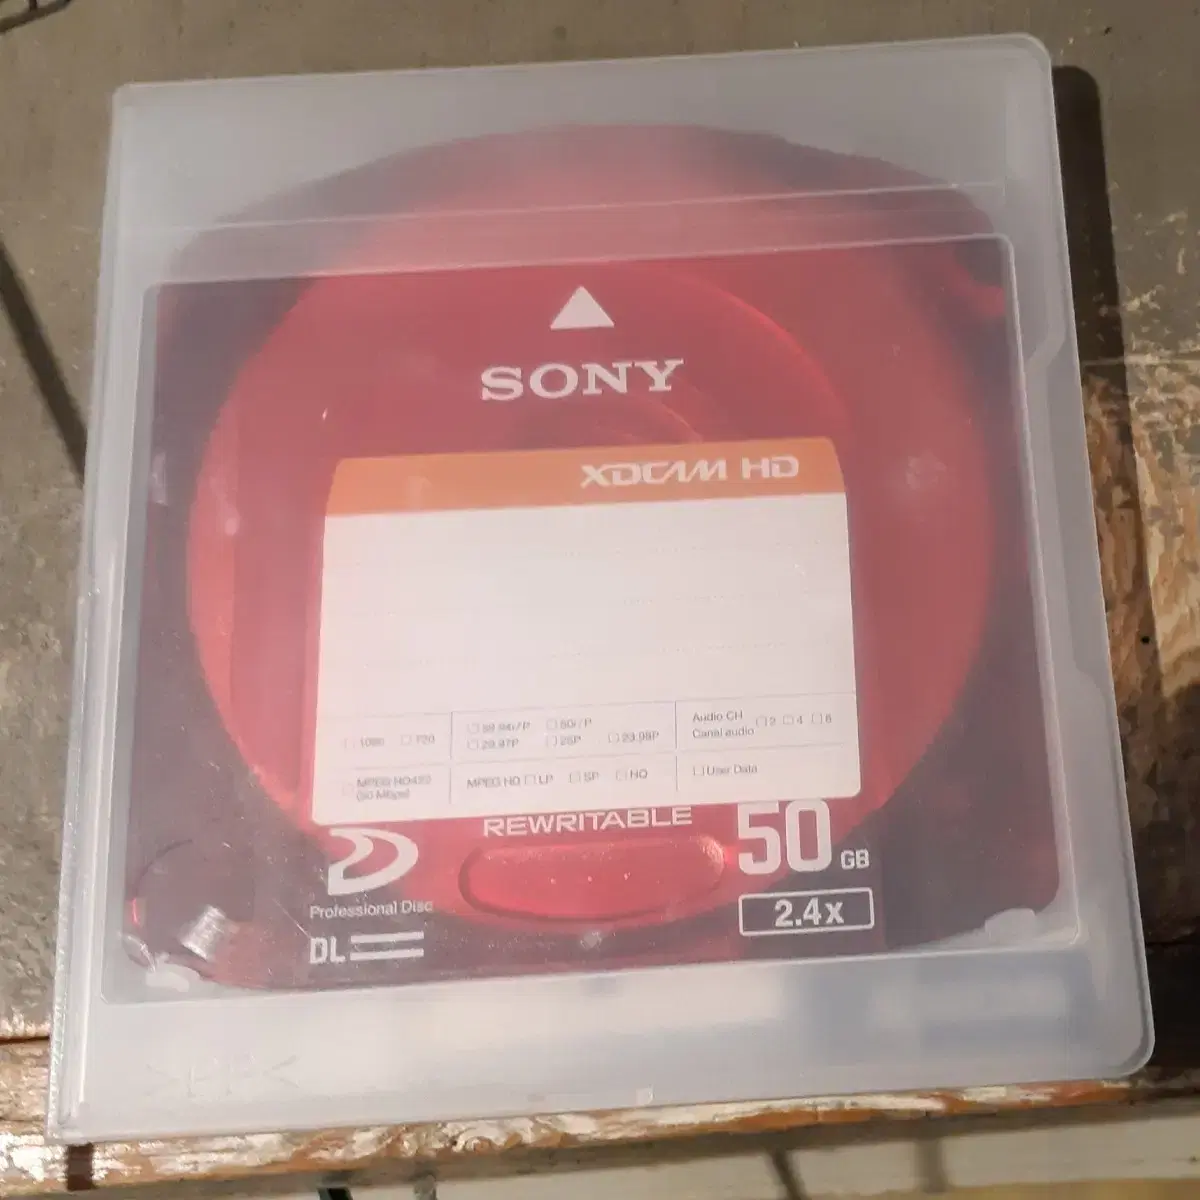 SONY
XDCAM HD
□ 1080 □ 720
□ 59.94i/P □ 50i/P
□ 29.97P □ 25P □ 23.98P
Audio CH
Canal audio □ 2 □ 4 □ 8
□ MPEG HD422
(50 Mbps)
MPEG HD □ LP □ SP □ HQ
□ User Data
REWRITABLE
50 GB
2.4x
Professional Disc
DL
>PP<